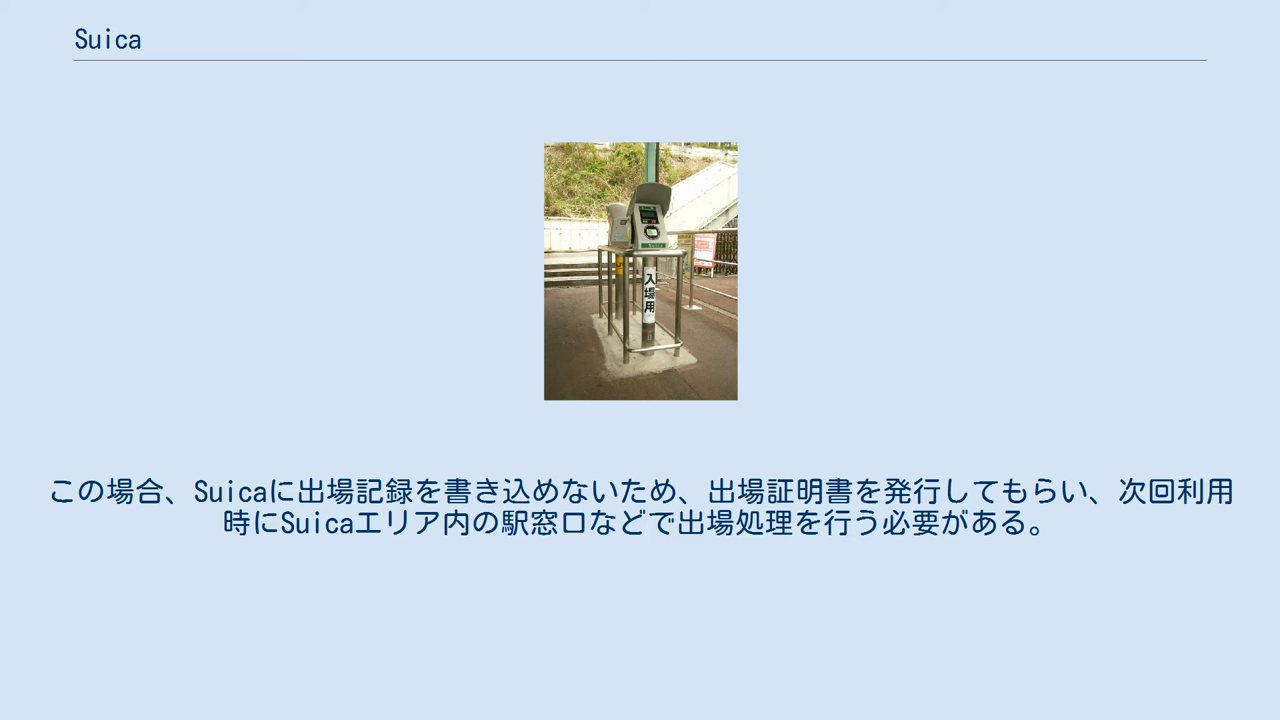 Suica
入場用
この場合、Suicaに出場記録を書き込めないため、出場証明書を発行してもらい、次回利用
時にSuicaエリア内の駅窓口などで出場処理を行う必要がある。